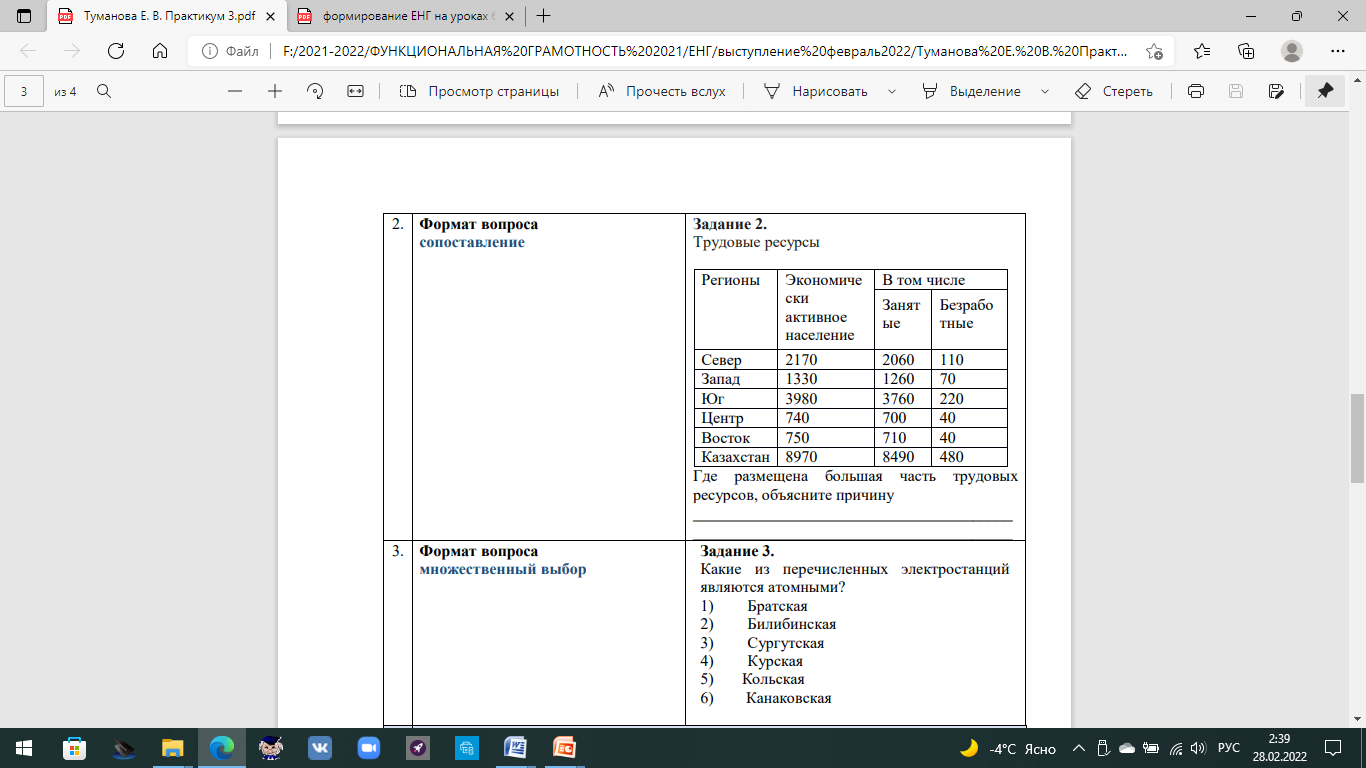 Туманова Е. В. Практикум 3.pdf
формирование ЕНГ на уроках
Файл
F:/2021-2022/ФУНКЦИОНАЛЬНАЯ%20ГРАМОТНОСТЬ%202021/ЕНГ/выступление%20февраль2022/Туманова%20Е.%20В.%20Практ...
3 из 4
Просмотр страницы
Прочесть вслух
Нарисовать
Выделение
Стереть
2. Формат вопроса
сопоставление
Задание 2.
Трудовые ресурсы
Регионы Экономиче В том числе
ски Занят Безрабо
активное ые тные
население
Север 2170 2060 110
Запад 1330 1260 70
Юг 3980 3760 220
Центр 740 700 40
Восток 750 710 40
Казахстан 8970 8490 480
Где размещена большая часть трудовых
ресурсов, объясните причину
3. Формат вопроса
множественный выбор
Задание 3.
Какие из перечисленных электростанций
являются атомными?
1) Братская
2) Билибинская
3) Сургутская
4) Курская
5) Кольская
6) Канаковская
-4°C Ясно
РУС
2:39
28.02.2022